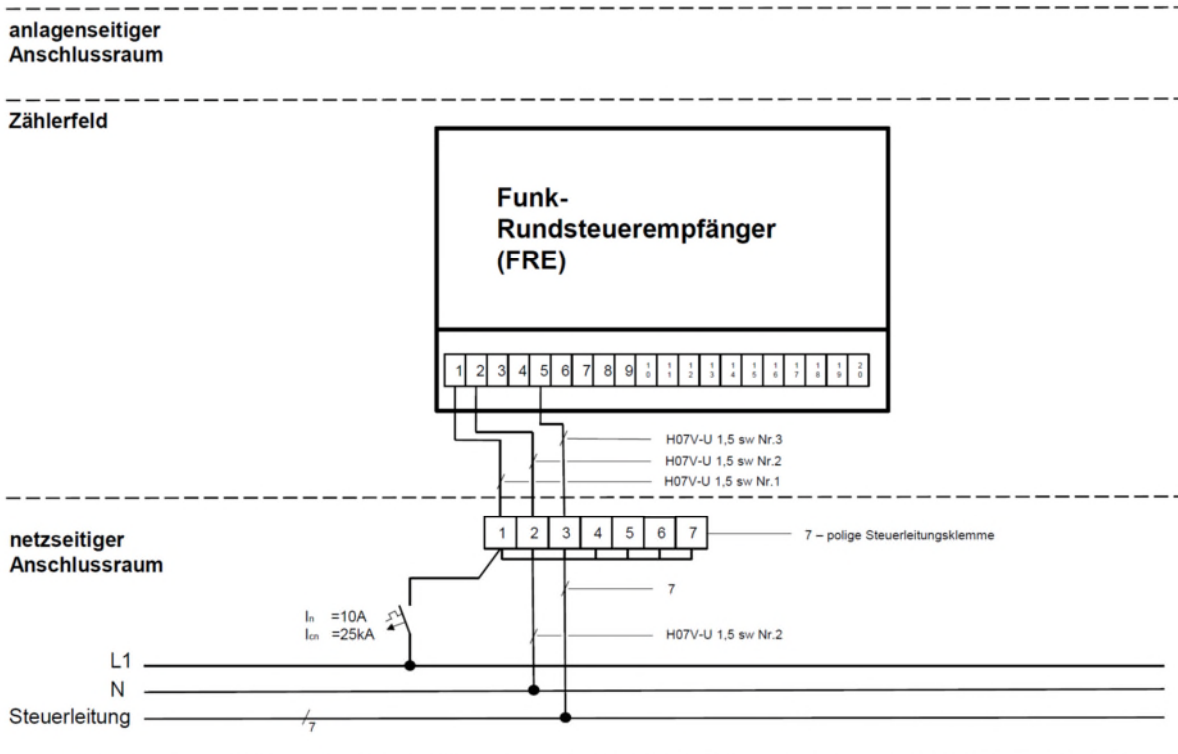 anlagenseitiger
Anschlussraum
Zählerfeld
Funk-
Rundsteuerempfänger
(FRE)
1 2 3 4 5 6 7 8 9 10 11 12 13 14 15 16 17 18 19 20
H07V-U 1,5 sw Nr.3
H07V-U 1,5 sw Nr.2
H07V-U 1,5 sw Nr.1
netzseitiger
Anschlussraum
1 2 3 4 5 6 7
7 – polige Steuerleitungsklemme
7
In =10A
Icn =25kA
H07V-U 1,5 sw Nr.2
L1
N
Steuerleitung
7